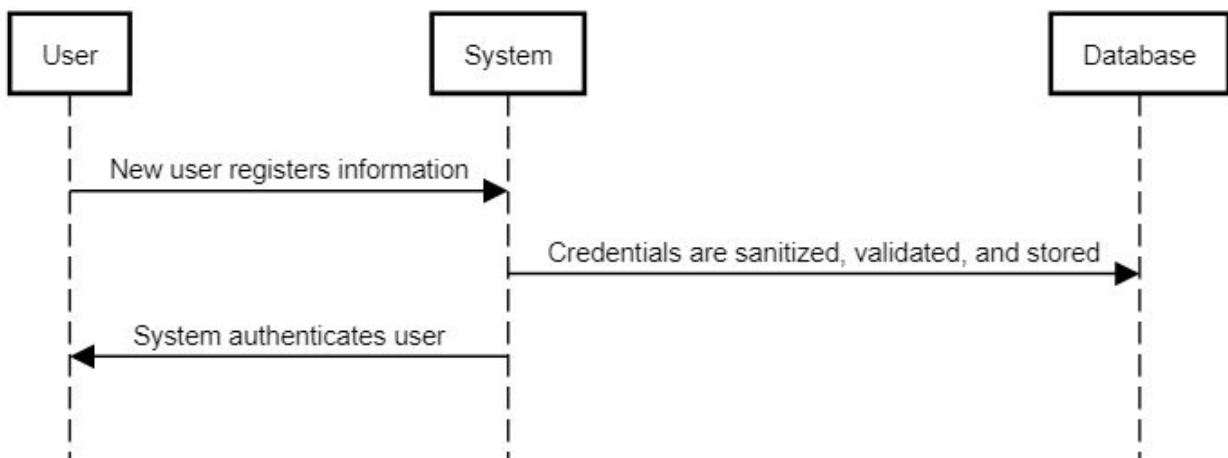 User
System
Database
New user registers information
Credentials are sanitized, validated, and stored
System authenticates user